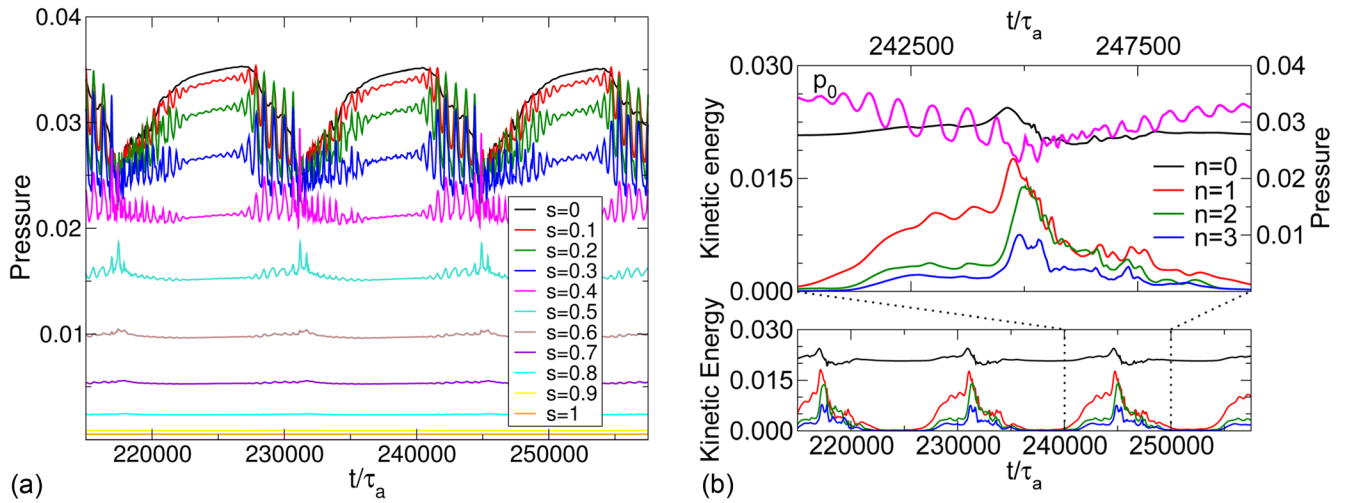 0.04
0.03
0.02
0.01
Pressure
220000 230000 240000 250000
t/τa
(a)
s=0
s=0.1
s=0.2
s=0.3
s=0.4
s=0.5
s=0.6
s=0.7
s=0.8
s=0.9
s=1
t/τa
242500 247500
0.030
0.015
0.000
Kinetic energy
p0
0.04
0.03
0.02
0.01
Pressure
n=0
n=1
n=2
n=3
0.030
0.015
0.000
Kinetic Energy
220000 230000 240000 250000
t/τa
(b)